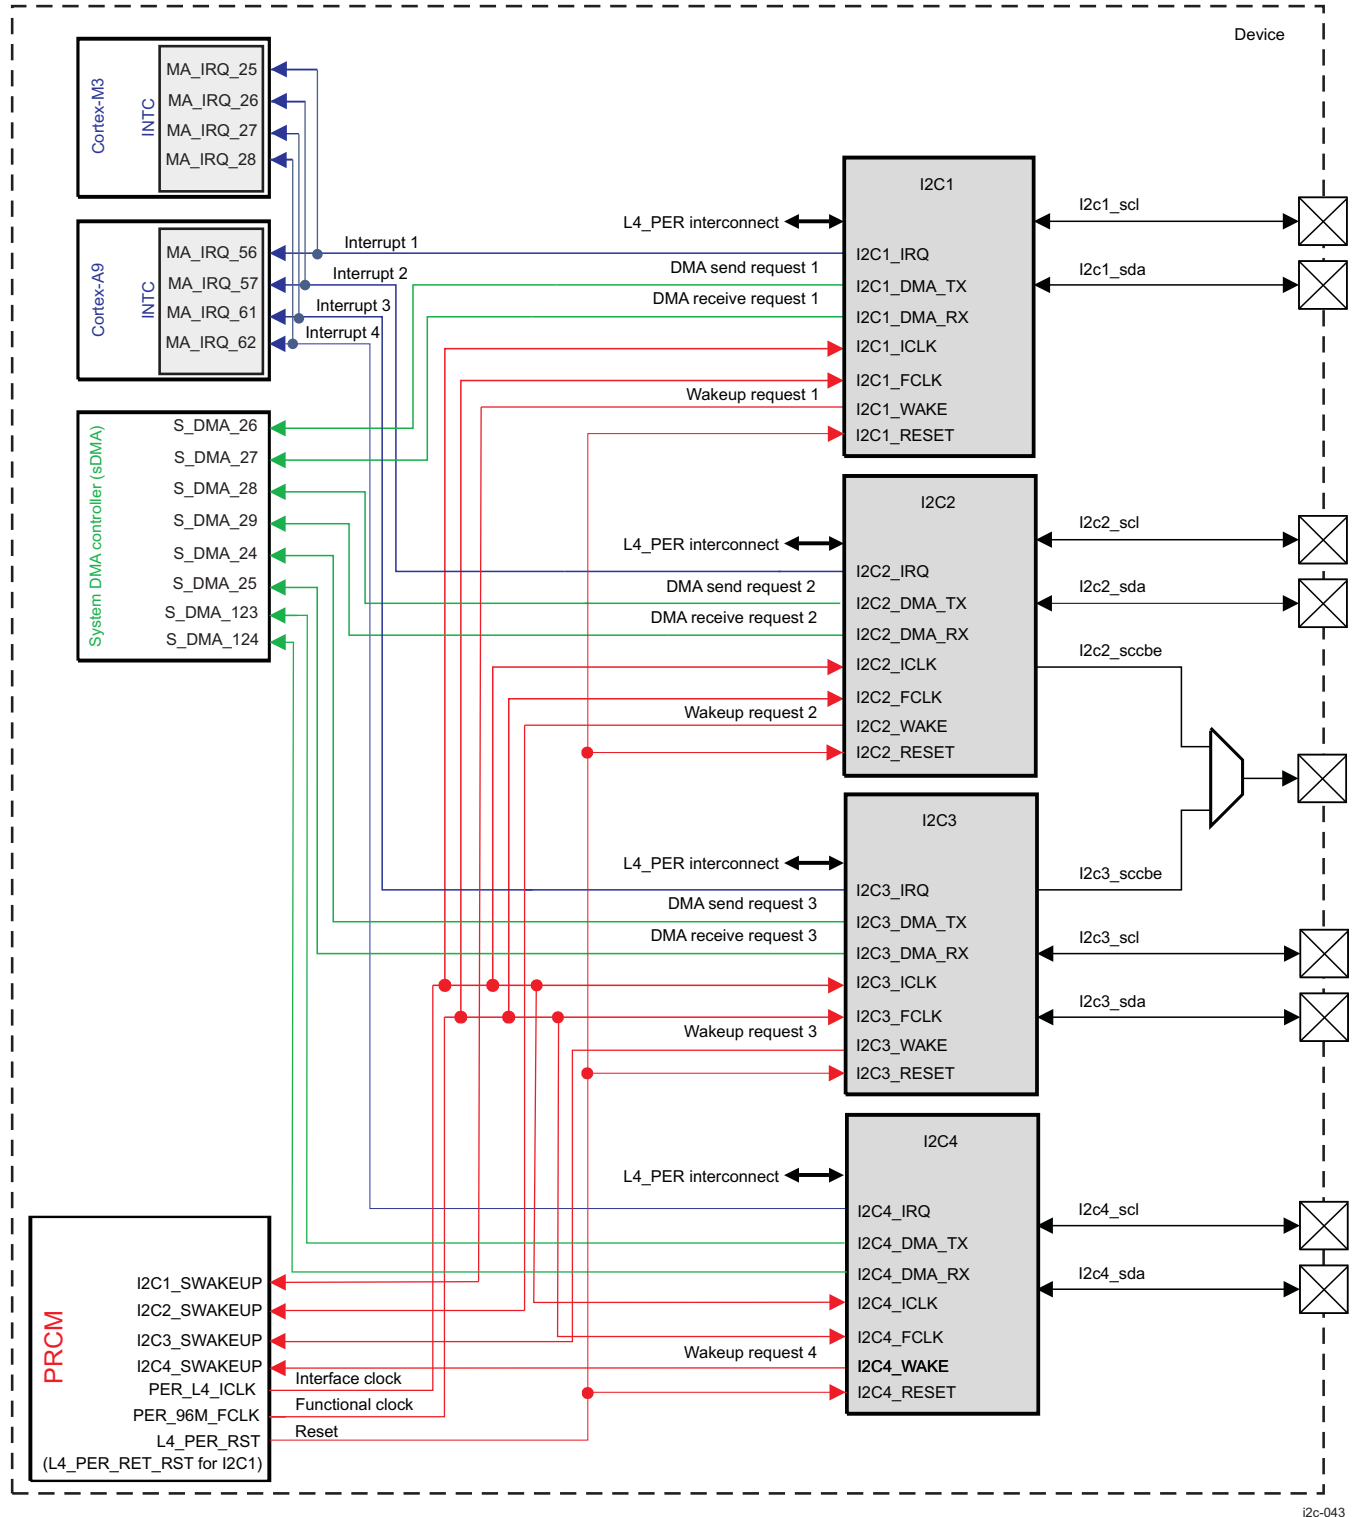 Device
Cortex-M3
INTC
MA_IRQ_25
MA_IRQ_26
MA_IRQ_27
MA_IRQ_28
Cortex-A9
INTC
MA_IRQ_56
MA_IRQ_57
MA_IRQ_61
MA_IRQ_62
Interrupt 1
Interrupt 2
Interrupt 3
Interrupt 4
System DMA controller (sDMA)
S_DMA_26
S_DMA_27
S_DMA_28
S_DMA_29
S_DMA_24
S_DMA_25
S_DMA_123
S_DMA_124
I2C1
L4_PER interconnect
I2C1_IRQ
DMA send request 1
I2C1_DMA_TX
DMA receive request 1
I2C1_DMA_RX
I2C1_ICLK
I2C1_FCLK
Wakeup request 1
I2C1_WAKE
I2C1_RESET
I2c1_scl
I2c1_sda
I2C2
L4_PER interconnect
I2C2_IRQ
DMA send request 2
I2C2_DMA_TX
DMA receive request 2
I2C2_DMA_RX
I2C2_ICLK
I2C2_FCLK
Wakeup request 2
I2C2_WAKE
I2C2_RESET
I2c2_scl
I2c2_sda
I2c2_sccbe
I2C3
L4_PER interconnect
I2C3_IRQ
DMA send request 3
I2C3_DMA_TX
DMA receive request 3
I2C3_DMA_RX
I2C3_ICLK
I2C3_FCLK
Wakeup request 3
I2C3_WAKE
I2C3_RESET
I2c3_sccbe
I2c3_scl
I2c3_sda
I2C4
L4_PER interconnect
I2C4_IRQ
I2C4_DMA_TX
I2C4_DMA_RX
I2C4_ICLK
I2C4_FCLK
Wakeup request 4
I2C4_WAKE
I2C4_RESET
I2c4_scl
I2c4_sda
PRCM
I2C1_SWAKEUP
I2C2_SWAKEUP
I2C3_SWAKEUP
I2C4_SWAKEUP
PER_L4_ICLK
PER_96M_FCLK
L4_PER_RST
(L4_PER_RET_RST for I2C1)
Interface clock
Functional clock
Reset
i2c-043